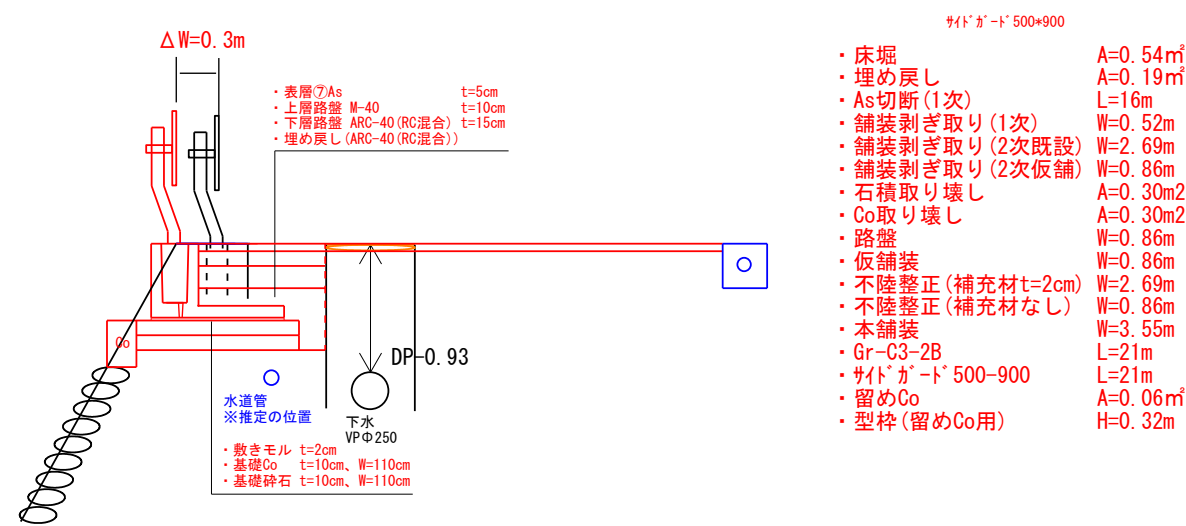 ｻｲﾄﾞｶﾞｰﾄﾞ500*900
ΔW=0.3m
・表層⑦As t=5cm
・上層路盤 M-40 t=10cm
・下層路盤 ARC-40(RC混合) t=15cm
・埋め戻し(ARC-40(RC混合))
・床堀 A=0.54㎡
・埋め戻し A=0.19㎡
・As切断(1次) L=16m
・舗装剥ぎ取り(1次) W=0.52m
・舗装剥ぎ取り(2次既設) W=2.69m
・舗装剥ぎ取り(2次仮舗) W=0.86m
・石積取り壊し A=0.30m2
・Co取り壊し A=0.30m2
・路盤 W=0.86m
・仮舗装 W=0.86m
・不陸整正(補充材t=2cm) W=2.69m
・不陸整正(補充材なし) W=0.86m
・本舗装 W=3.55m
・Gr-C3-2B L=21m
・ｻｲﾄﾞｶﾞｰﾄﾞ500-900 L=21m
・留めCo A=0.06㎡
・型枠(留めCo用) H=0.32m
Co
DP-0.93
水道管
※推定の位置
下水
VPΦ250
・敷きモル t=2cm
・基礎Co t=10cm、W=110cm
・基礎砕石 t=10cm、W=110cm